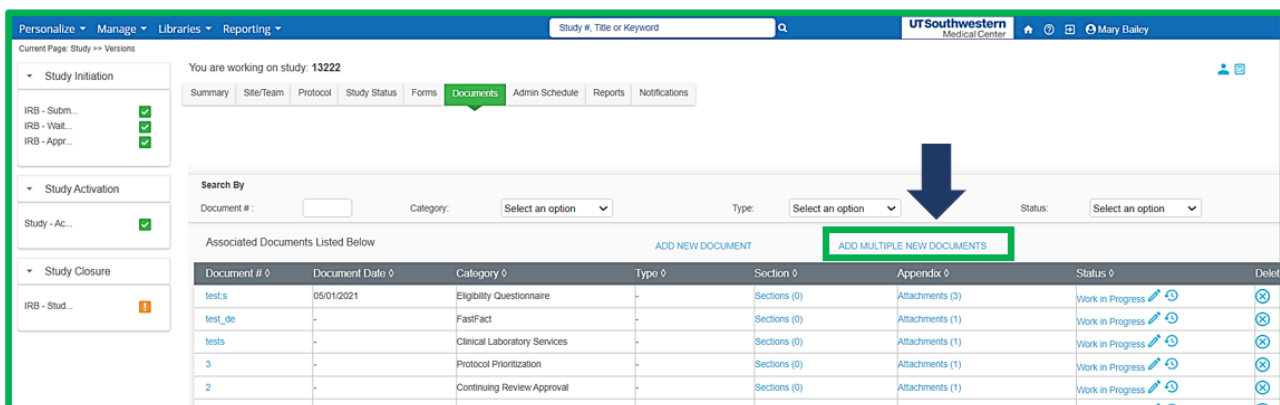 Personalize Manage Libraries Reporting Study #, Title or Keyword UTSouthwestern Medical Center Mary Bailey
Current Page: Study >> Versions
Study Initiation
IRB - Subm...
IRB - Wait...
IRB - Appr...
Study Activation
Study - Ac...
Study Closure
IRB - Stud...
You are working on study: 13222
Summary Site/Team Protocol Study Status Forms Documents Admin Schedule Reports Notifications
Search By
Document # : Category: Select an option Type: Select an option Status: Select an option
Associated Documents Listed Below ADD NEW DOCUMENT ADD MULTIPLE NEW DOCUMENTS
Document # Document Date Category Type Section Appendix Status Delet
test;s 05/01/2021 Eligibility Questionnaire - Sections (0) Attachments (3) Work in Progress
test_de - FastFact - Sections (0) Attachments (1) Work in Progress
tests - Clinical Laboratory Services - Sections (0) Attachments (1) Work in Progress
3 - Protocol Prioritization - Sections (0) Attachments (1) Work in Progress
2 - Continuing Review Approval - Sections (0) Attachments (1) Work in Progress